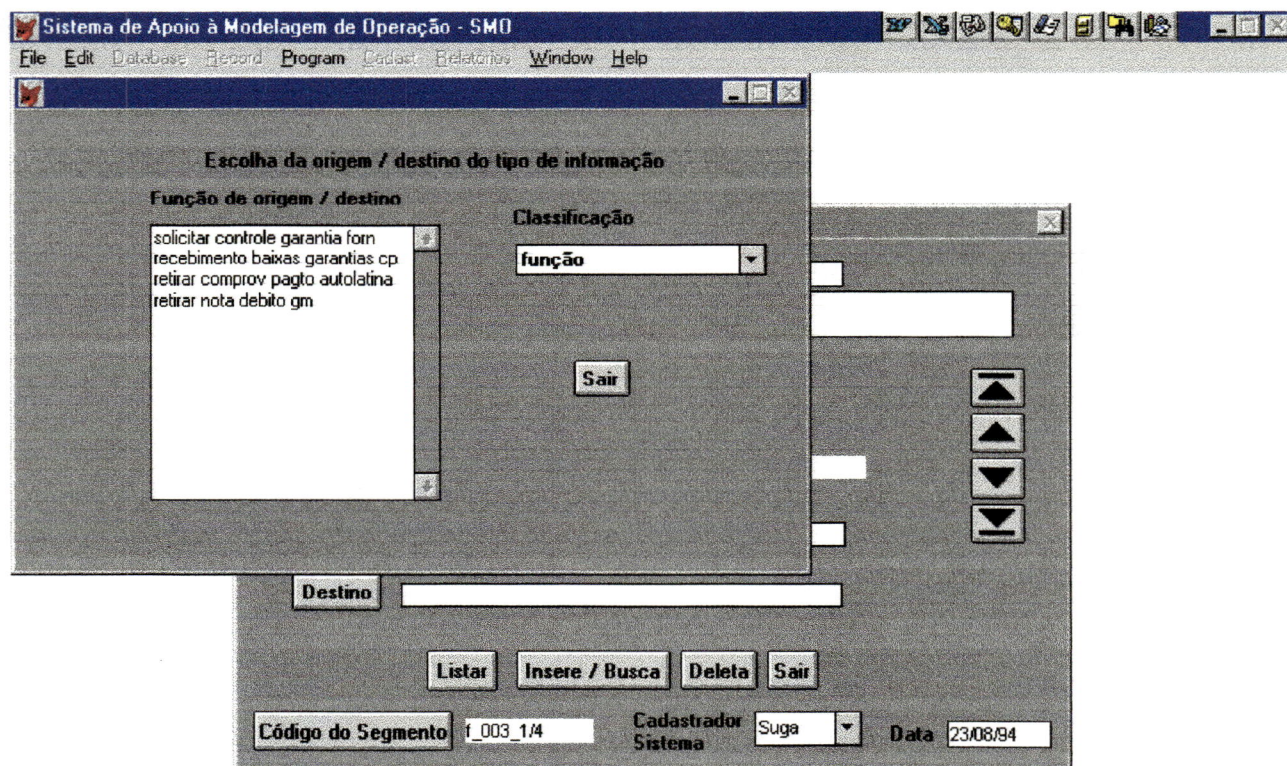 Sistema de Apoio à Modelagem de Operação - SMO
File Edit Database Record Program Cadast Relatórios Window Help
Escolha da origem / destino do tipo de informação
Função de origem / destino
Classificação
solicitar controle garantia forn
recebimento baixas garantias cp
retirar comprov pagto autolatina
retirar nota debito gm
função
Sair
Destino
Listar Insere / Busca Deleta Sair
Código do Segmento f_003_1/4 Cadastrador Sistema Suga Data 23/08/94